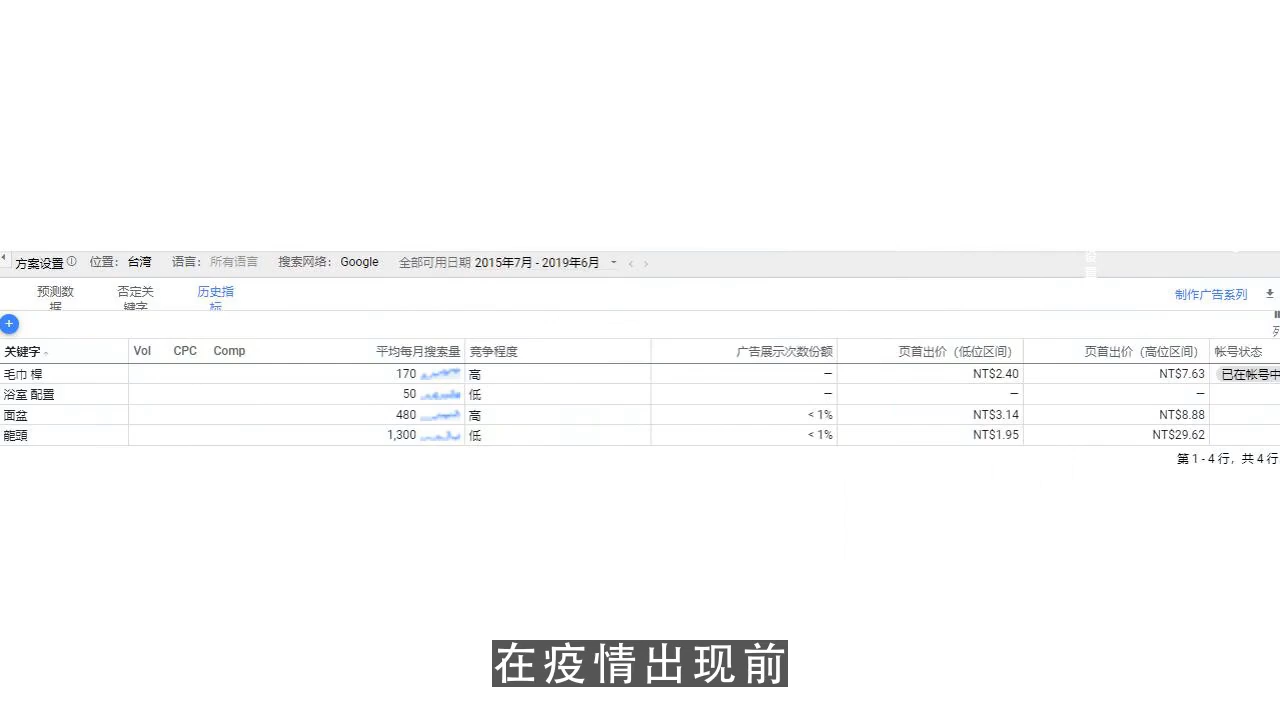 方案设置 位置： 台湾 语言： 所有语言 搜索网络： Google 全部可用日期 2015年7月 - 2019年6月
预测数据 否定关键字 历史指标 制作广告系列
列
关键字 Vol CPC Comp 平均每月搜索量 竞争程度 广告展示次数份额 页首出价（低位区间） 页首出价（高位区间） 帐号状态
毛巾 桿 170 高 – NT$2.40 NT$7.63 已在帐号中
浴室 配置 50 低 – – –
面盆 480 高 < 1% NT$3.14 NT$8.88
龍頭 1,300 低 < 1% NT$1.95 NT$29.62
第 1 - 4 行，共 4 行
在疫情出现前